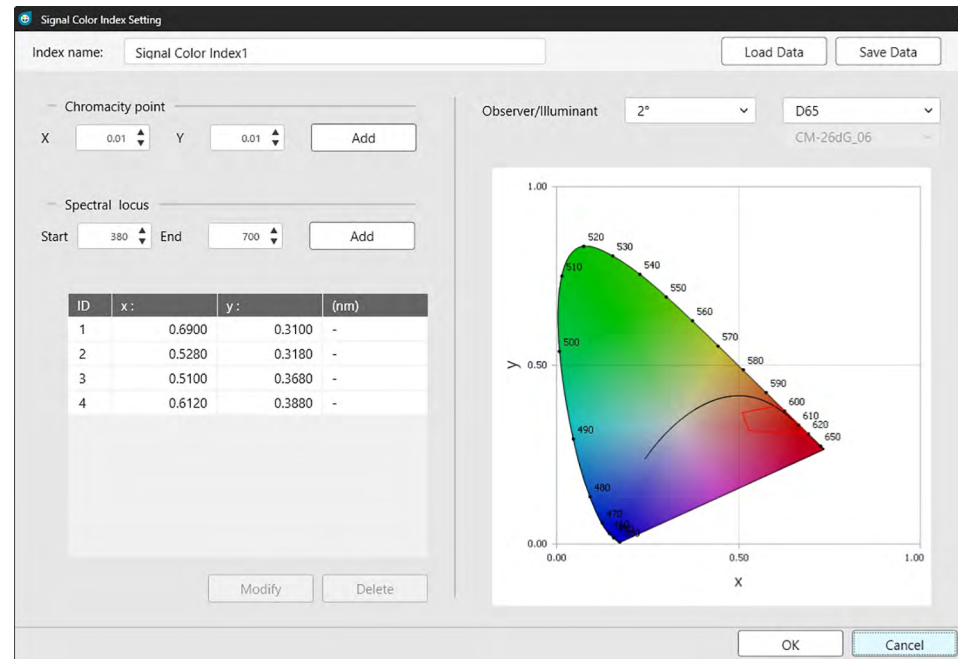 Signal Color Index Setting
Index name: Signal Color Index1 Load Data Save Data
Chromacity point
X 0.01 Y 0.01 Add
Spectral locus
Start 380 End 700 Add
ID x : y : (nm)
1 0.6900 0.3100 -
2 0.5280 0.3180 -
3 0.5100 0.3680 -
4 0.6120 0.3880 -
Modify Delete
Observer/Illuminant 2° D65
CM-26dG_06
1.00
520
530
510
540
550
560
570
500
580
y 0.50
590
600
610
620
650
490
480
470
460
0.00
0.00 0.50 1.00
x
OK Cancel